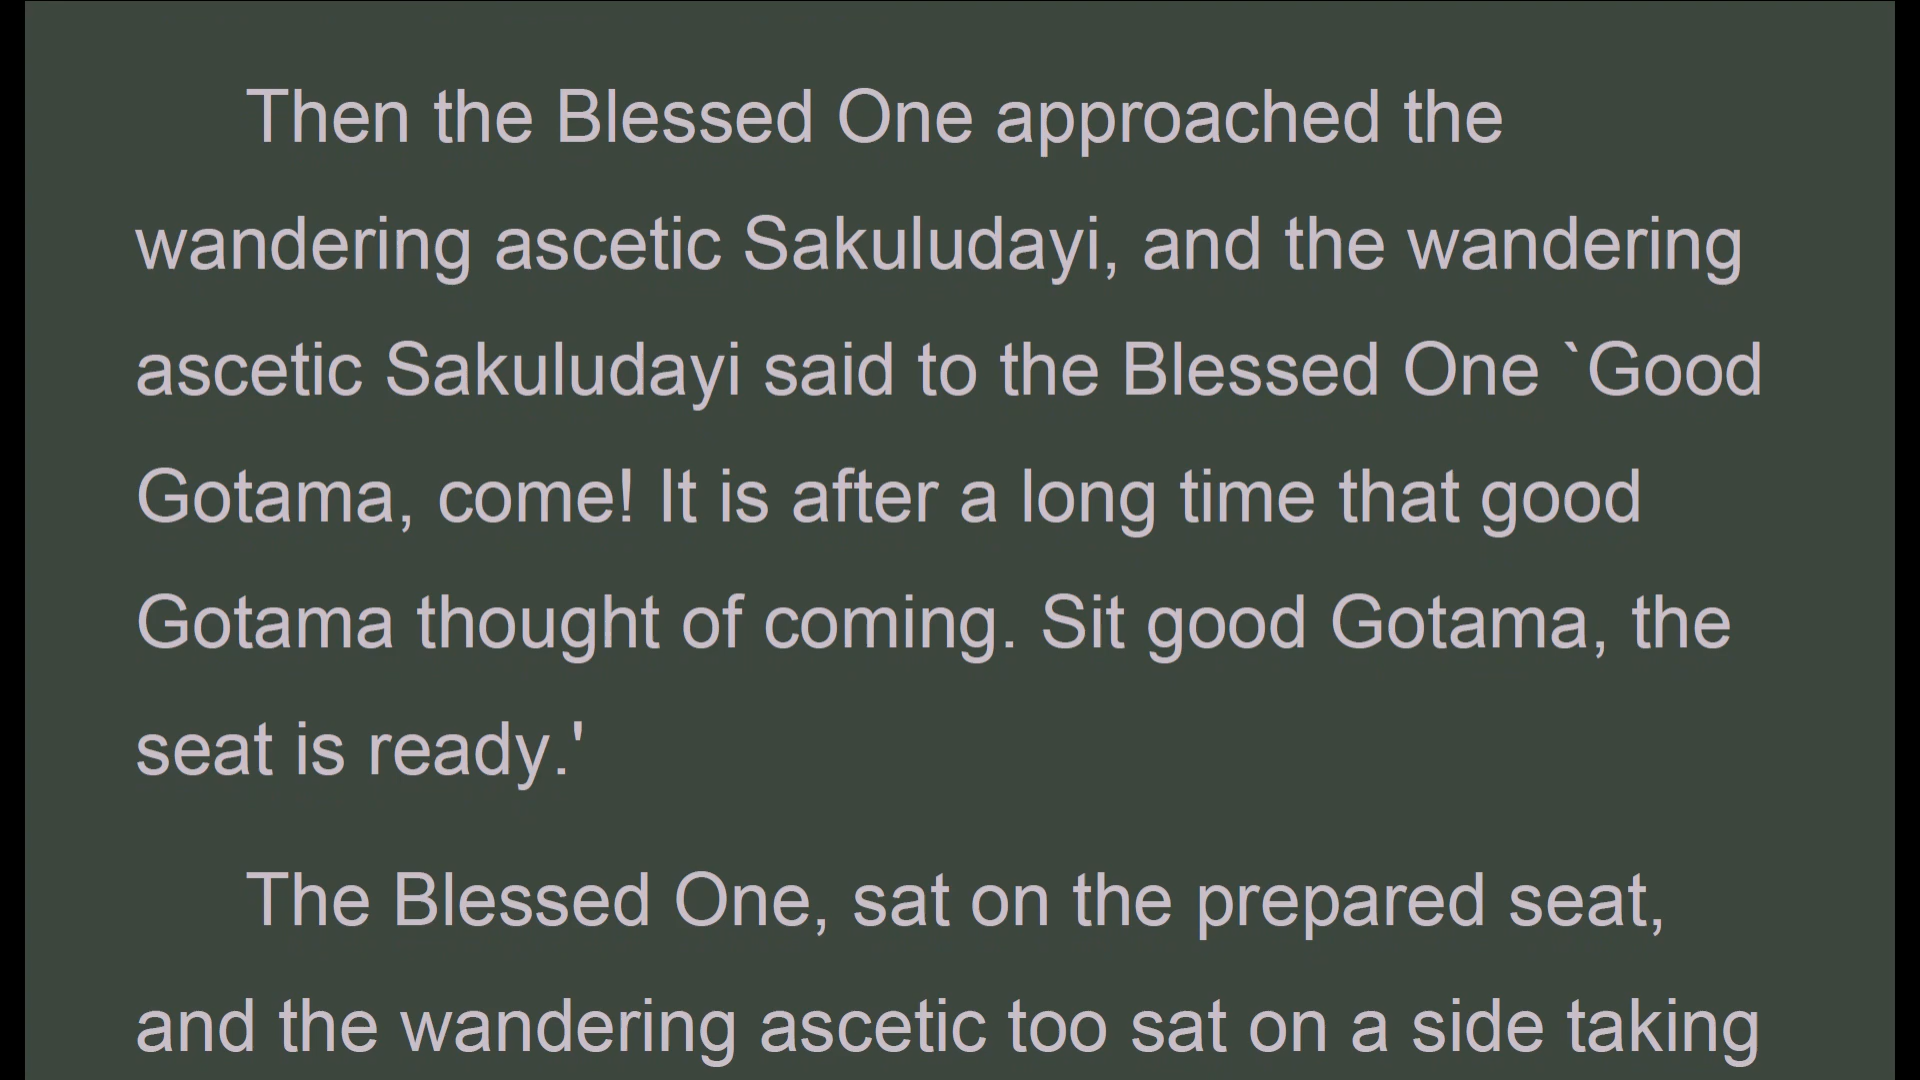 Then the Blessed One approached the
wandering ascetic Sakuludayi, and the wandering
ascetic Sakuludayi said to the Blessed One `Good
Gotama, come! It is after a long time that good
Gotama thought of coming. Sit good Gotama, the
seat is ready.'
The Blessed One, sat on the prepared seat,
and the wandering ascetic too sat on a side taking